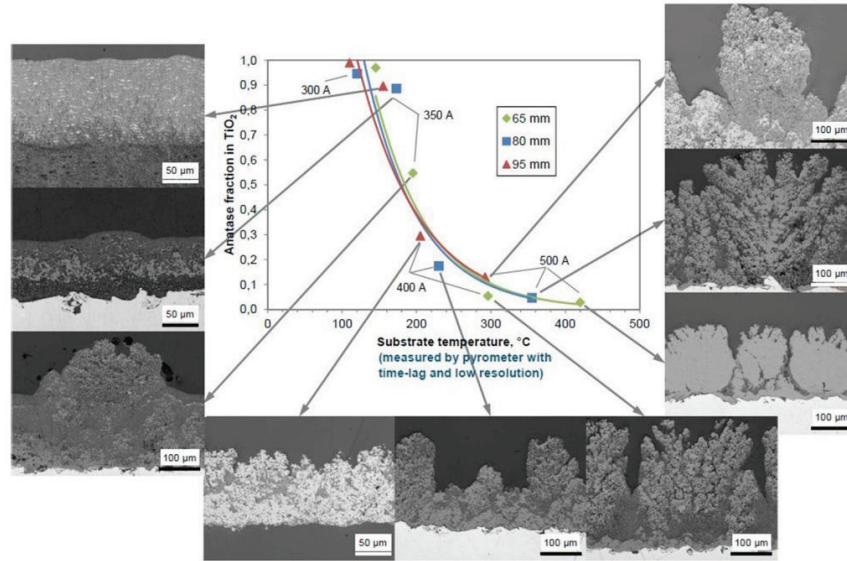 1,0
0,9
0,8
0,7
0,6
0,5
0,4
0,3
0,2
0,1
0,0
Anatase fraction in TiO₂
300 A
350 A
400 A
500 A
65 mm
80 mm
95 mm
0 100 200 300 400 500
Substrate temperature, °C
(measured by pyrometer with
time-lag and low resolution)
50 µm
50 µm
100 µm
50 µm
100 µm
100 µm
100 µm
100 µm
100 µm